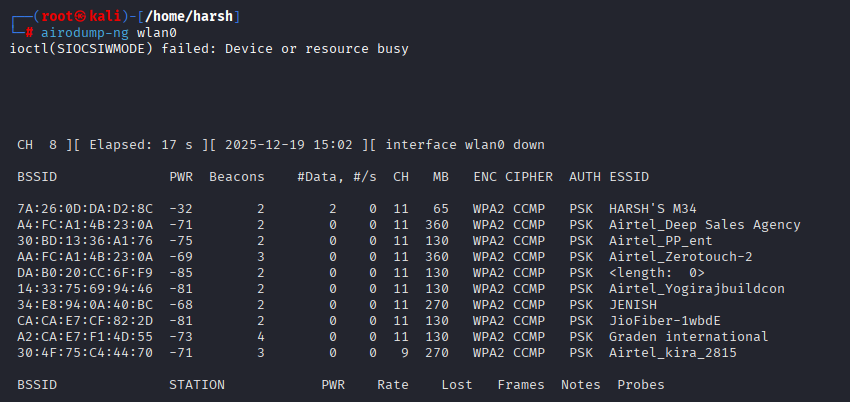 ┌──(root㉿kali)-[/home/harsh]
└─# airodump-ng wlan0
ioctl(SIOCSIWMODE) failed: Device or resource busy
CH  8 ][ Elapsed: 17 s ][ 2025-12-19 15:02 ][ interface wlan0 down
BSSID              PWR  Beacons    #Data, #/s  CH   MB   ENC CIPHER  AUTH ESSID
7A:26:0D:DA:D2:8C  -32        2        2    0  11   65   WPA2 CCMP   PSK  HARSH'S M34
A4:FC:A1:4B:23:0A  -71        2        0    0  11  360   WPA2 CCMP   PSK  Airtel_Deep Sales Agency
30:BD:13:36:A1:76  -75        2        0    0  11  130   WPA2 CCMP   PSK  Airtel_PP_ent
AA:FC:A1:4B:23:0A  -69        3        0    0  11  360   WPA2 CCMP   PSK  Airtel_Zerotouch-2
DA:B0:20:CC:6F:F9  -85        2        0    0  11  130   WPA2 CCMP   PSK  <length:  0>
14:33:75:69:94:46  -81        2        0    0  11  130   WPA2 CCMP   PSK  Airtel_Yogirajbuildcon
34:E8:94:0A:40:BC  -68        2        0    0  11  270   WPA2 CCMP   PSK  JENISH
CA:CA:E7:CF:82:2D  -81        2        0    0  11  130   WPA2 CCMP   PSK  JioFiber-1wbdE
A2:CA:E7:F1:4D:55  -73        4        0    0  11  130   WPA2 CCMP   PSK  Graden international
30:4F:75:C4:44:70  -71        3        0    0   9  270   WPA2 CCMP   PSK  Airtel_kira_2815
BSSID              STATION            PWR    Rate    Lost   Frames  Notes  Probes